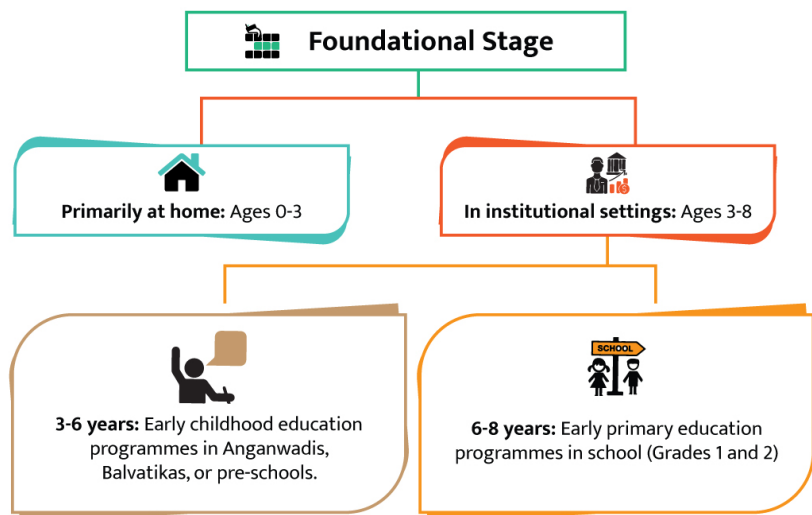 Foundational Stage
Primarily at home: Ages 0-3
In institutional settings: Ages 3-8
3-6 years: Early childhood education
programmes in Anganwadis,
Balvatikas, or pre-schools.
SCHOOL
6-8 years: Early primary education
programmes in school (Grades 1 and 2)